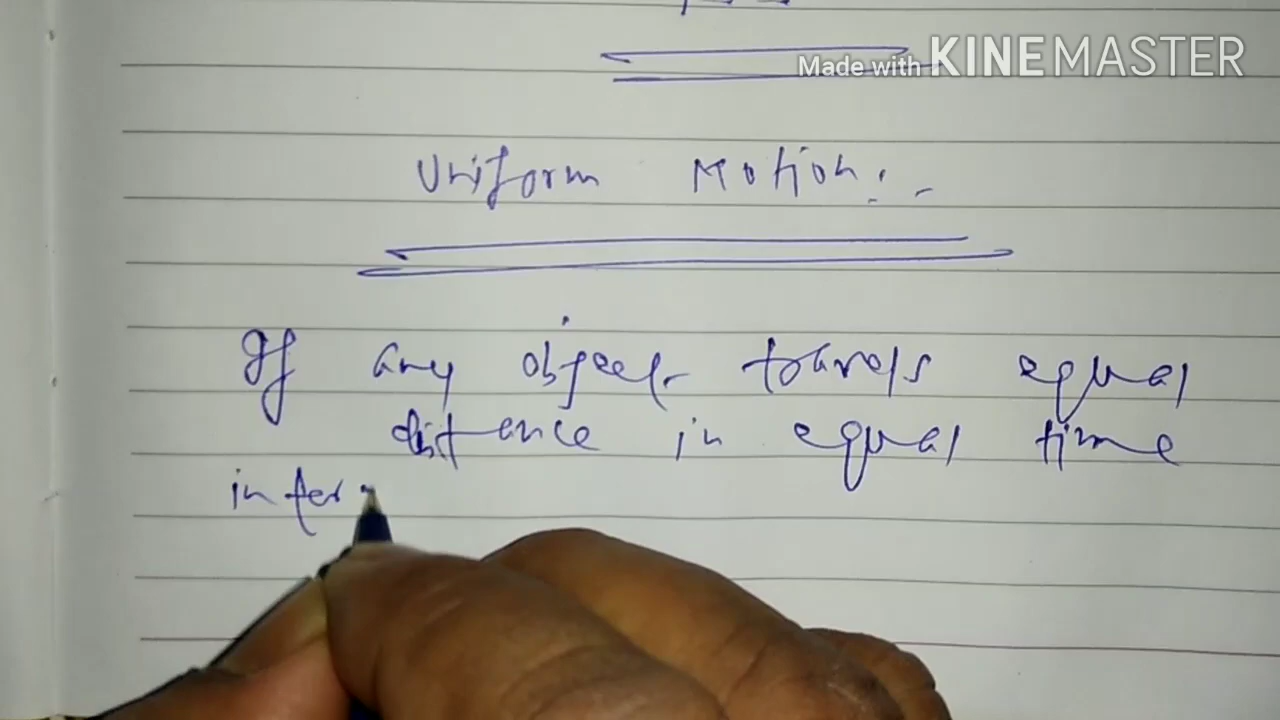 Made with KINEMASTER
Uniform Motion:-
If any object travels equal
distance in equal time
inter